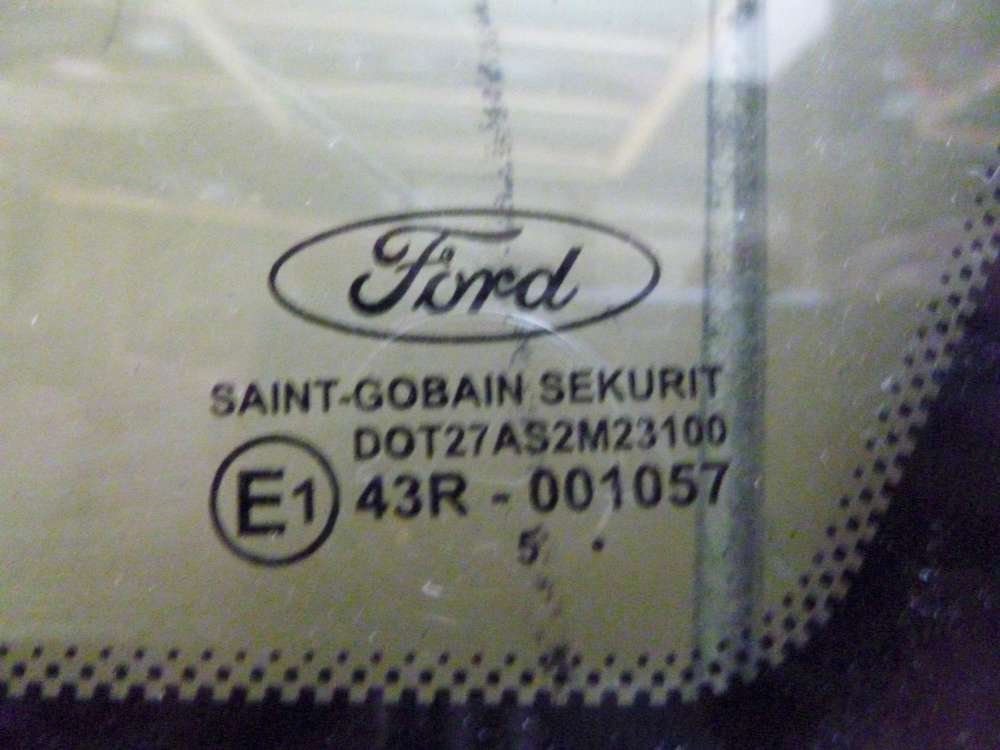 Ford
SAINT-GOBAIN SEKURIT
DOT27AS2M23100
E1 43R - 001057
5 .